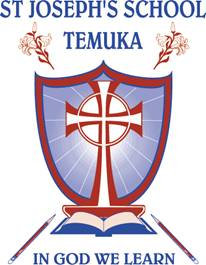 ST JOSEPH'S SCHOOL
TEMUKA
IN GOD WE LEARN